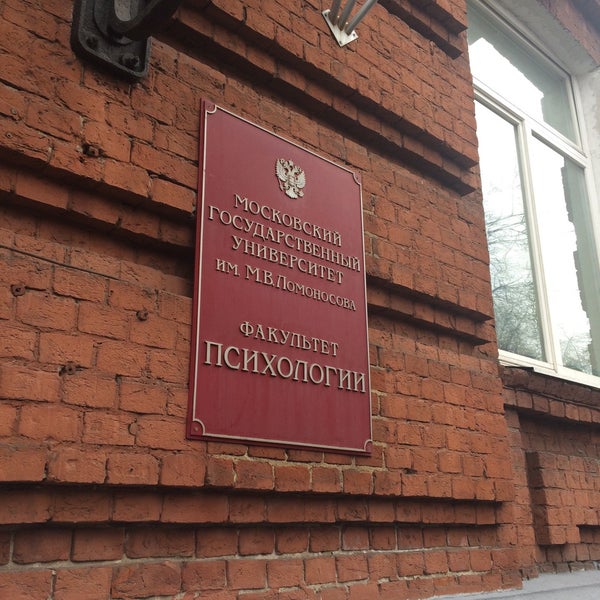 МОСКОВСКИЙ
ГОСУДАРСТВЕННЫЙ
УНИВЕРСИТЕТ
ИМ. М.В.ЛОМОНОСОВА
ФАКУЛЬТЕТ
ПСИХОЛОГИИ